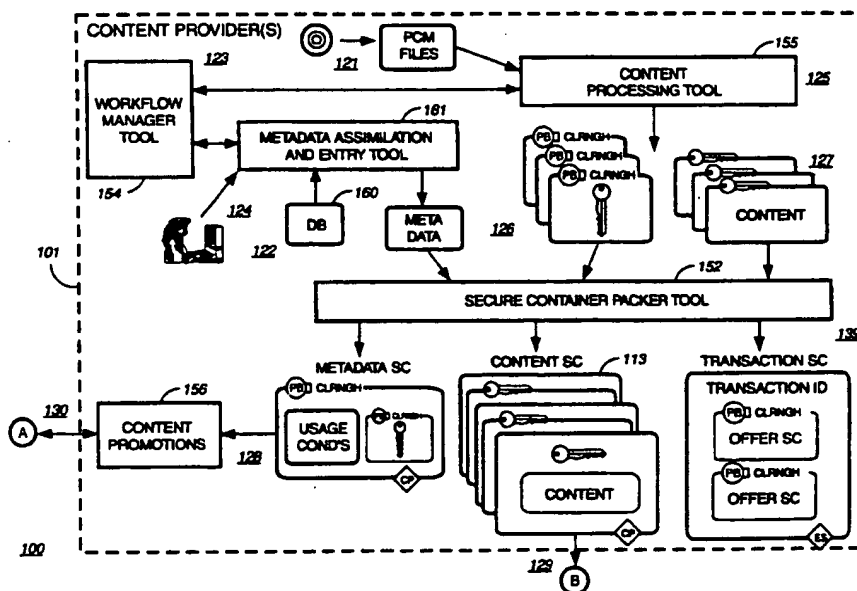 CONTENT PROVIDER(S)
123
121
PCM
FILES
155
CONTENT
PROCESSING TOOL
125
WORKFLOW
MANAGER
TOOL
154
161
METADATA ASSIMILATION
AND ENTRY TOOL
PB CLRNGH
PB CLRNGH
PB CLRNGH
127
CONTENT
124
122
DB
160
META
DATA
126
101
152
SECURE CONTAINER PACKER TOOL
139
METADATA SC
PB CLRNGH
USAGE
COND'S
PB CLRNGH
CP
CONTENT SC
113
CONTENT
CP
TRANSACTION SC
TRANSACTION ID
PB CLRNGH
OFFER SC
PB CLRNGH
OFFER SC
ES
156
CONTENT
PROMOTIONS
A
130
128
100
129
B